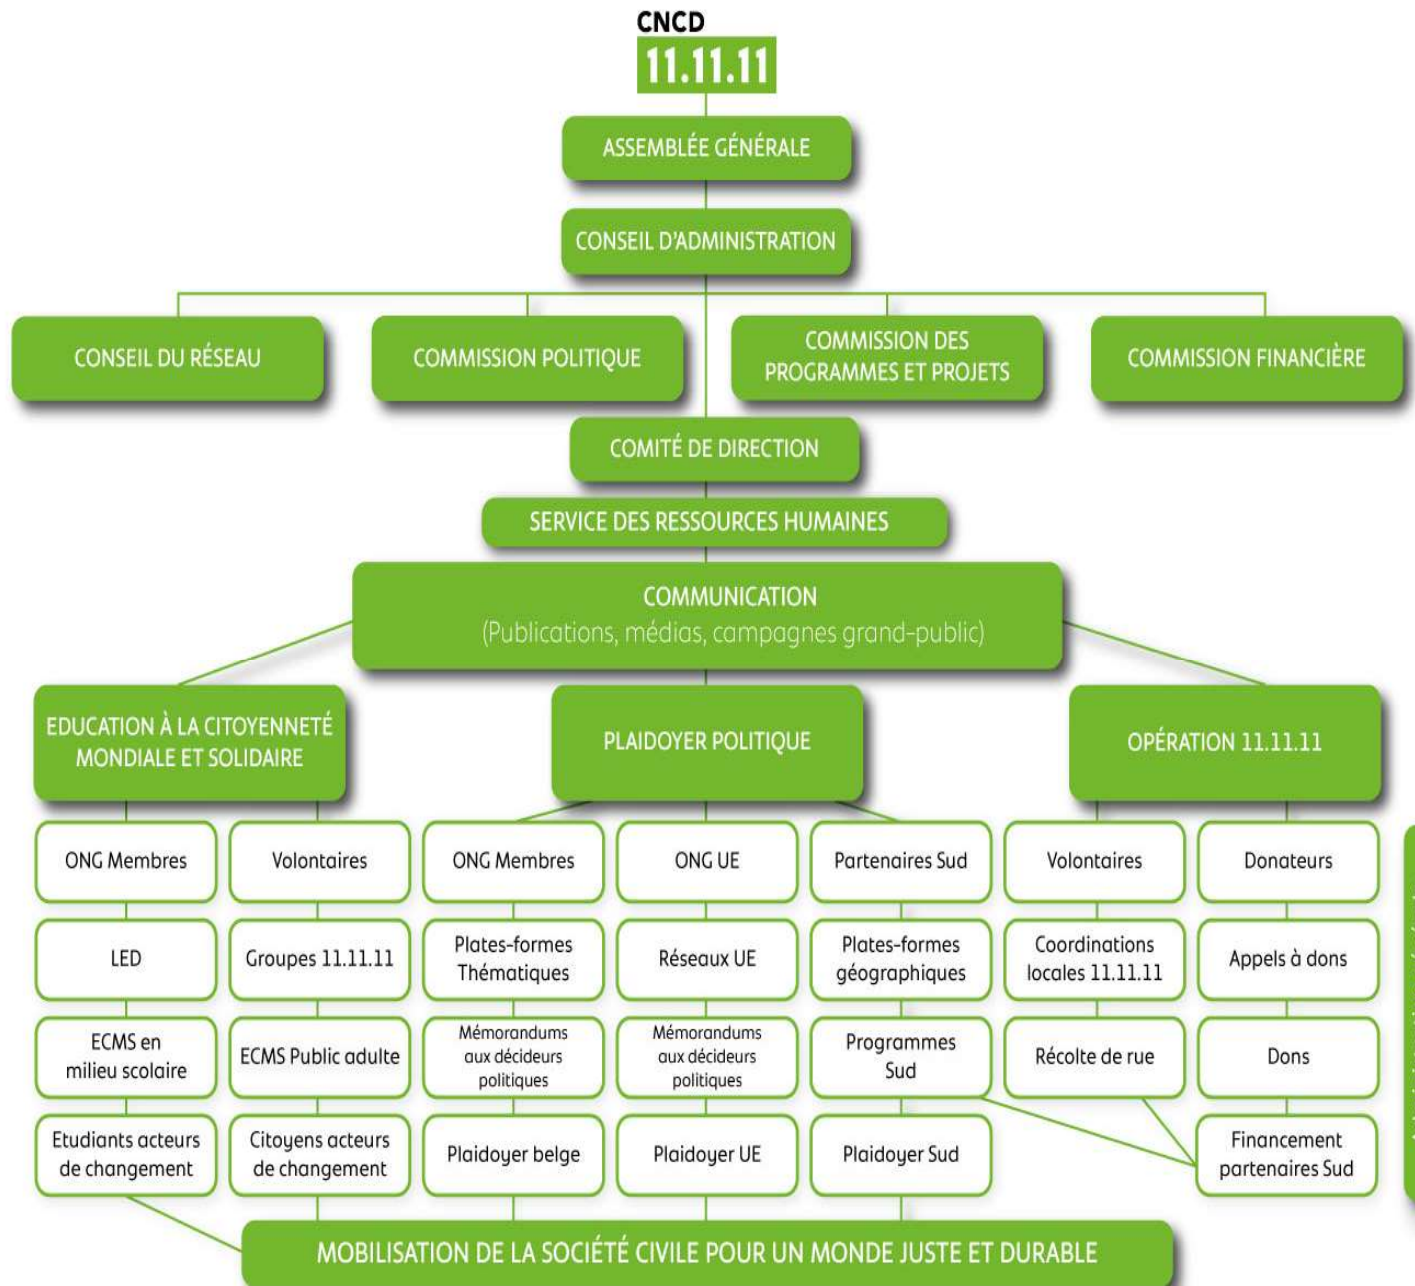 CNCD
11.11.11
ASSEMBLÉE GÉNÉRALE
CONSEIL D'ADMINISTRATION
CONSEIL DU RÉSEAU
COMMISSION POLITIQUE
COMMISSION DES
PROGRAMMES ET PROJETS
COMMISSION FINANCIÈRE
COMITÉ DE DIRECTION
SERVICE DES RESSOURCES HUMAINES
COMMUNICATION
(Publications, médias, campagnes grand-public)
EDUCATION À LA CITOYENNETÉ
MONDIALE ET SOLIDAIRE
PLAIDOYER POLITIQUE
OPÉRATION 11.11.11
ONG Membres
Volontaires
ONG Membres
ONG UE
Partenaires Sud
Volontaires
Donateurs
LED
Groupes 11.11.11
Plates-formes
Thématiques
Réseaux UE
Plates-formes
géographiques
Coordinations
locales 11.11.11
Appels à dons
ECMS en
milieu scolaire
ECMS Public adulte
Mémorandums
aux décideurs
politiques
Mémorandums
aux décideurs
politiques
Programmes
Sud
Récolte de rue
Dons
Etudiants acteurs
de changement
Citoyens acteurs
de changement
Plaidoyer belge
Plaidoyer UE
Plaidoyer Sud
Financement
partenaires Sud
MOBILISATION DE LA SOCIÉTÉ CIVILE POUR UN MONDE JUSTE ET DURABLE